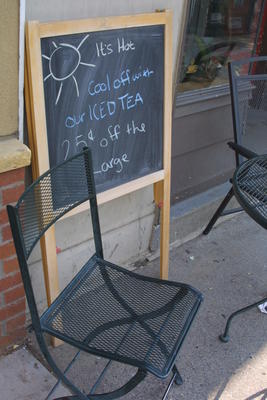 It's Hot
Cool off with
our ICED TEA
25¢ off the
Large